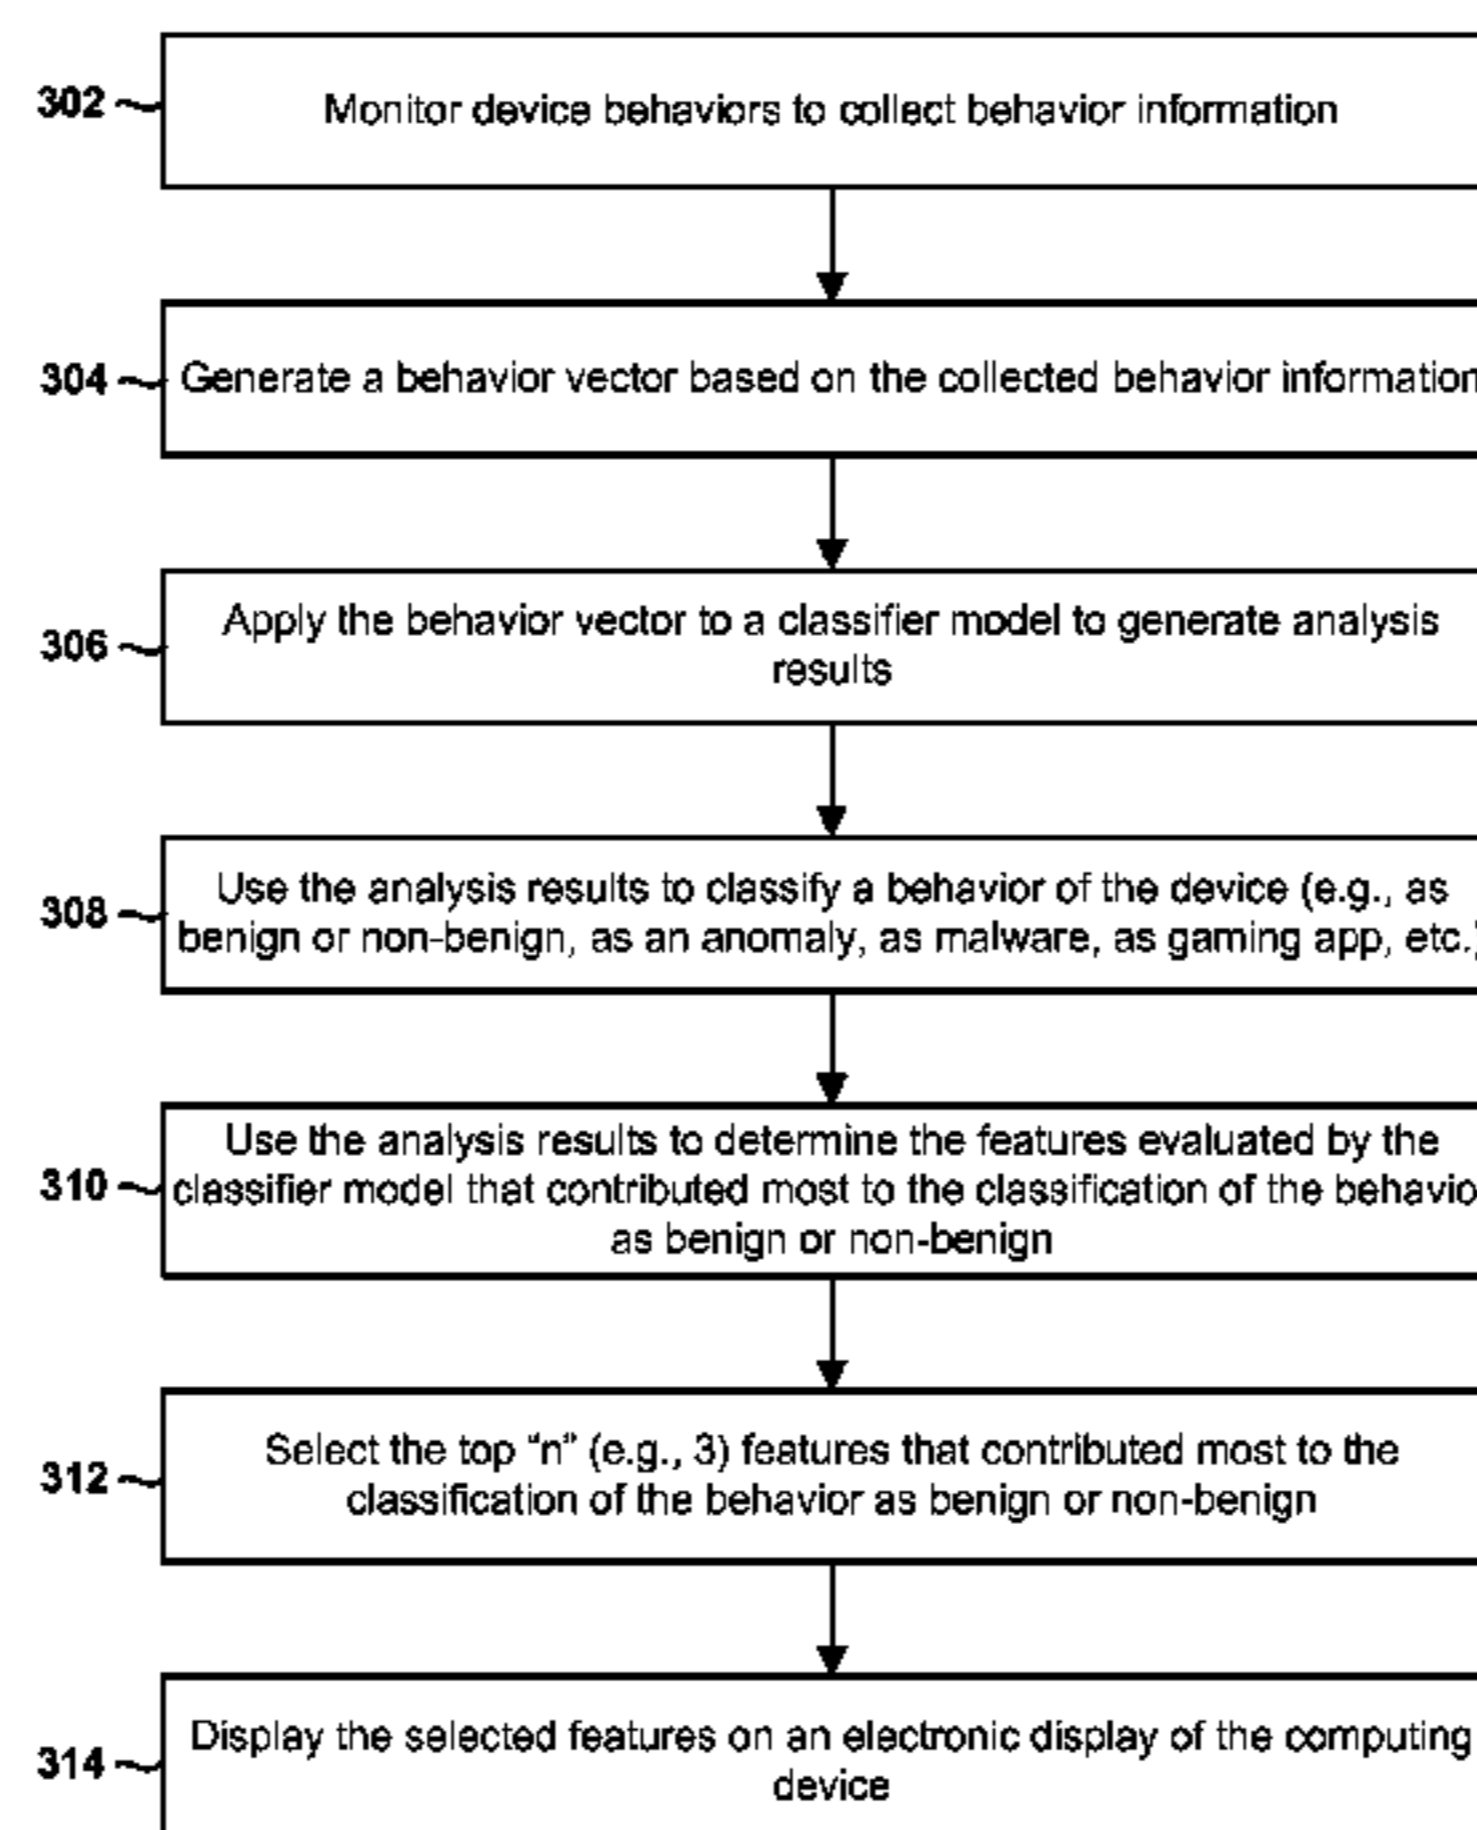 302
Monitor device behaviors to collect behavior information
304
Generate a behavior vector based on the collected behavior information
306
Apply the behavior vector to a classifier model to generate analysis
results
308
Use the analysis results to classify a behavior of the device (e.g., as
benign or non-benign, as an anomaly, as malware, as gaming app, etc.)
310
Use the analysis results to determine the features evaluated by the
classifier model that contributed most to the classification of the behavio
as benign or non-benign
312
Select the top "n" (e.g., 3) features that contributed most to the
classification of the behavior as benign or non-benign
314
Display the selected features on an electronic display of the computing
device